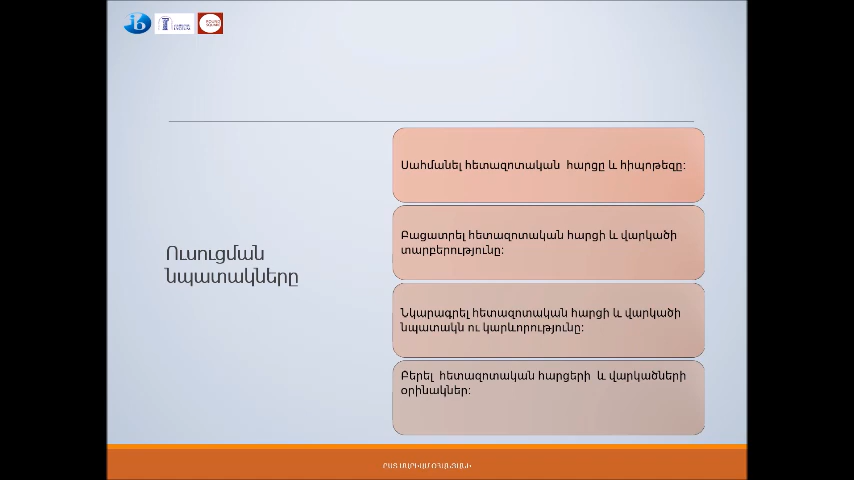 Ուսուցման
նպատակները
Սահմանել հետազոտական հարցը և հիպոթեզը:
Բացատրել հետազոտական հարցի և վարկածի
տարբերությունը:
Նկարագրել հետազոտական հարցի և վարկածի
նպատակն ու կարևորությունը:
Բերել հետազոտական հարցերի և վարկածների
օրինակներ: